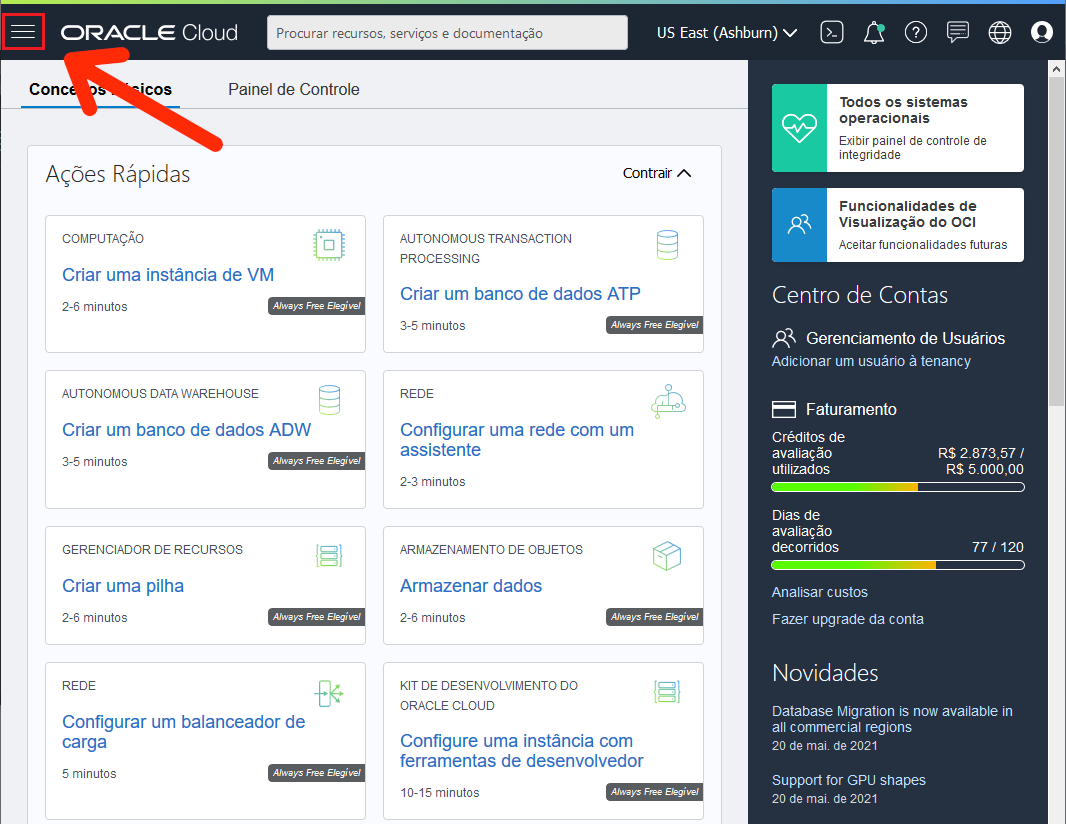 ORACLE Cloud
Procurar recursos, serviços e documentação
US East (Ashburn)
Painel de Controle
Ações Rápidas
Contrair
COMPUTAÇÃO
Criar uma instância de VM
2-6 minutos
Always Free Elegível
AUTONOMOUS TRANSACTION
PROCESSING
Criar um banco de dados ATP
3-5 minutos
Always Free Elegível
AUTONOMOUS DATA WAREHOUSE
Criar um banco de dados ADW
3-5 minutos
Always Free Elegível
REDE
Configurar uma rede com um
assistente
2-3 minutos
GERENCIADOR DE RECURSOS
Criar uma pilha
2-6 minutos
Always Free Elegível
ARMAZENAMENTO DE OBJETOS
Armazenar dados
2-6 minutos
Always Free Elegível
REDE
Configurar um balanceador de
carga
5 minutos
Always Free Elegível
KIT DE DESENVOLVIMENTO DO
ORACLE CLOUD
Configure uma instância com
ferramentas de desenvolvedor
10-15 minutos
Always Free Elegível
Todos os sistemas
operacionais
Exibir painel de controle de
integridade
Funcionalidades de
Visualização do OCI
Aceitar funcionalidades futuras
Centro de Contas
Gerenciamento de Usuários
Adicionar um usuário à tenancy
Faturamento
Créditos de
avaliação
utilizados
R$ 2.873,57 /
R$ 5.000,00
Dias de
avaliação
decorridos
77 / 120
Analisar custos
Fazer upgrade da conta
Novidades
Database Migration is now available in
all commercial regions
20 de mai. de 2021
Support for GPU shapes
20 de mai. de 2021